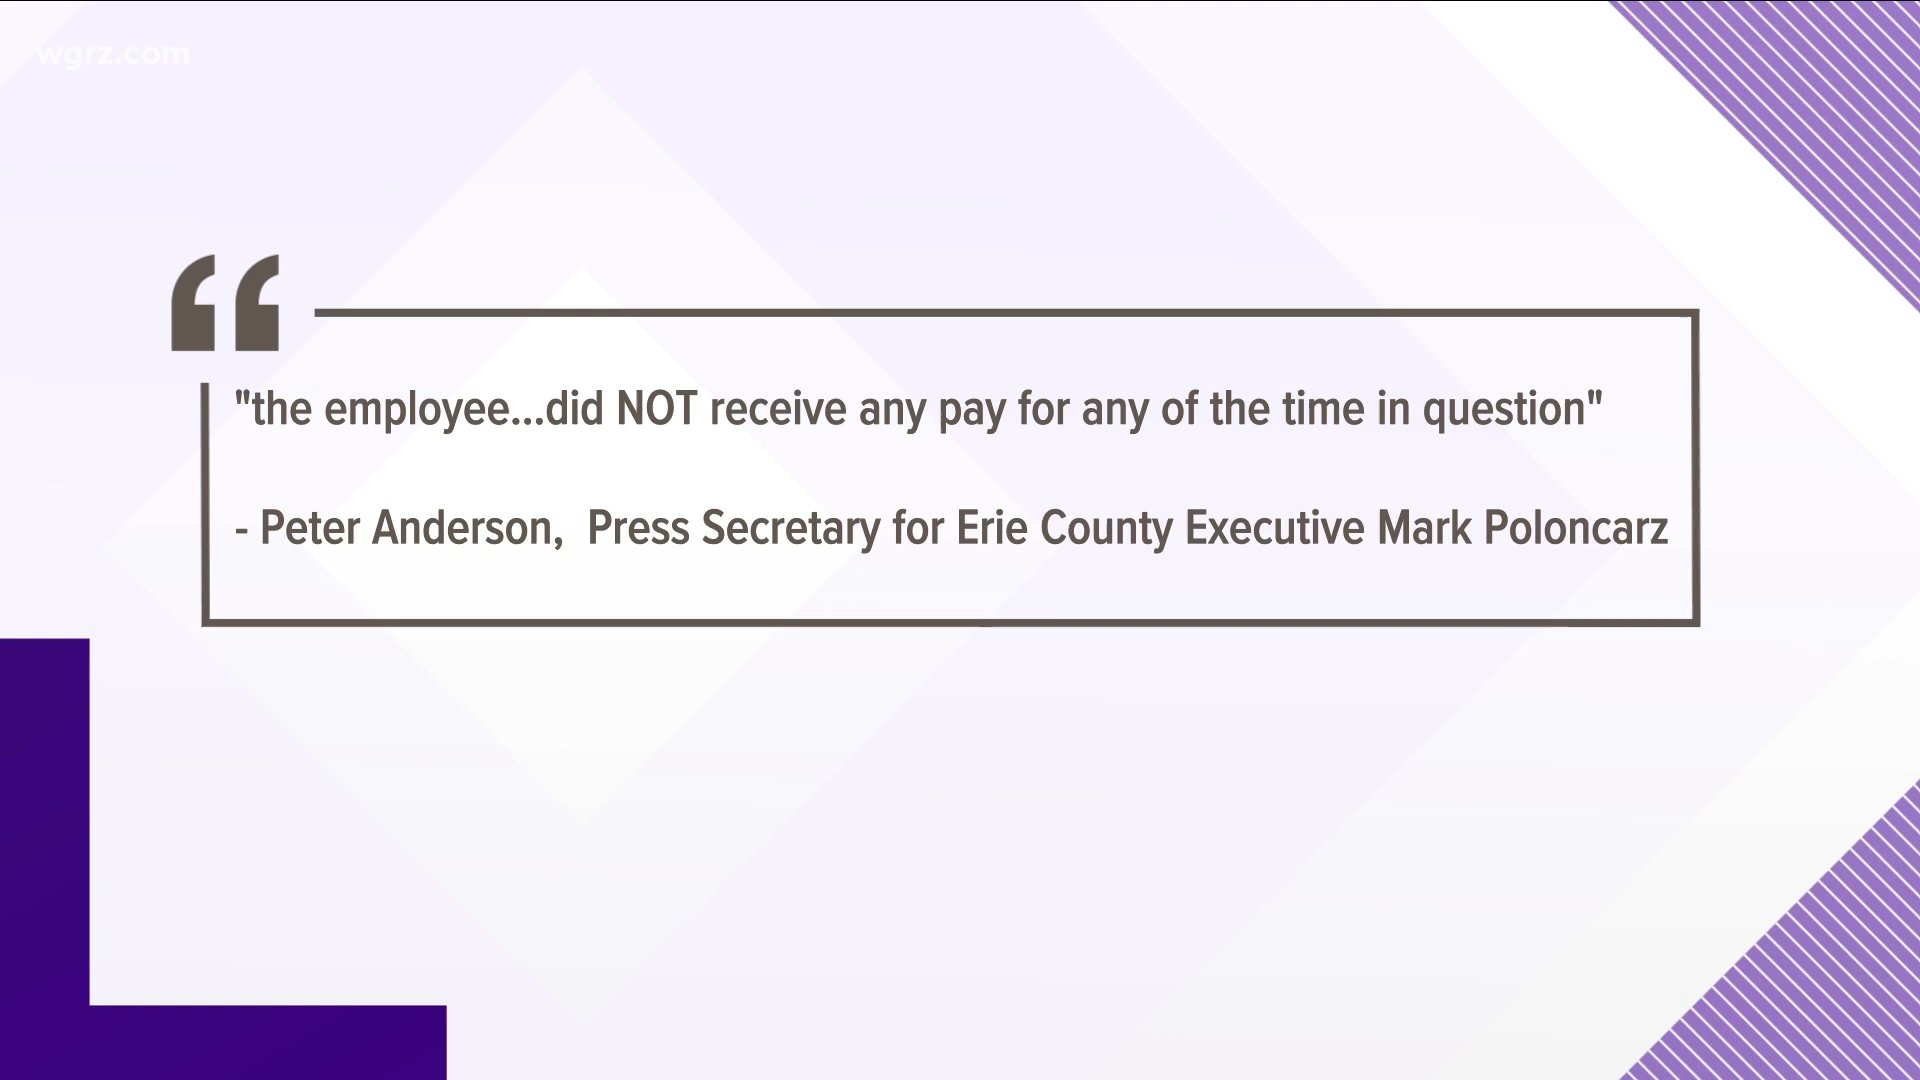 wgrz.com
"the employee...did NOT receive any pay for any of the time in question"
- Peter Anderson,  Press Secretary for Erie County Executive Mark Poloncarz